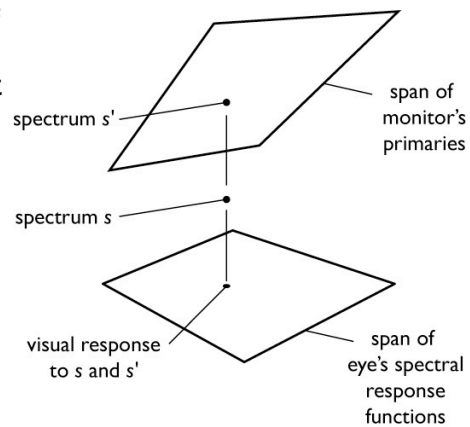 spectrum s'
span of
monitor's
primaries
spectrum s
visual response
to s and s'
span of
eye's spectral
response
functions